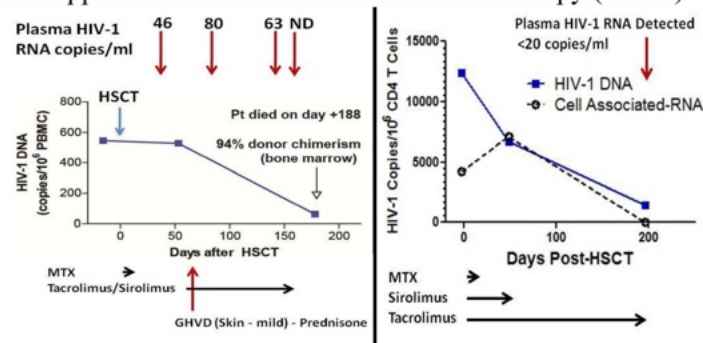 Plasma HIV-1
RNA copies/ml
46 80 63 ND
HSCT
Pt died on day +188
94% donor chimerism
(bone marrow)
HIV-1 DNA
(copies/10⁶ PBMC)
800
600
400
200
0
0 50 100 150 200
Days after HSCT
MTX
Tacrolimus/Sirolimus
GHVD (Skin - mild) - Prednisone
Plasma HIV-1 RNA Detected
<20 copies/ml
HIV-1 DNA
Cell Associated-RNA
HIV-1 Copies/10⁶ CD4 T Cells
15000
10000
5000
0
0 100 200
Days Post-HSCT
MTX
Sirolimus
Tacrolimus